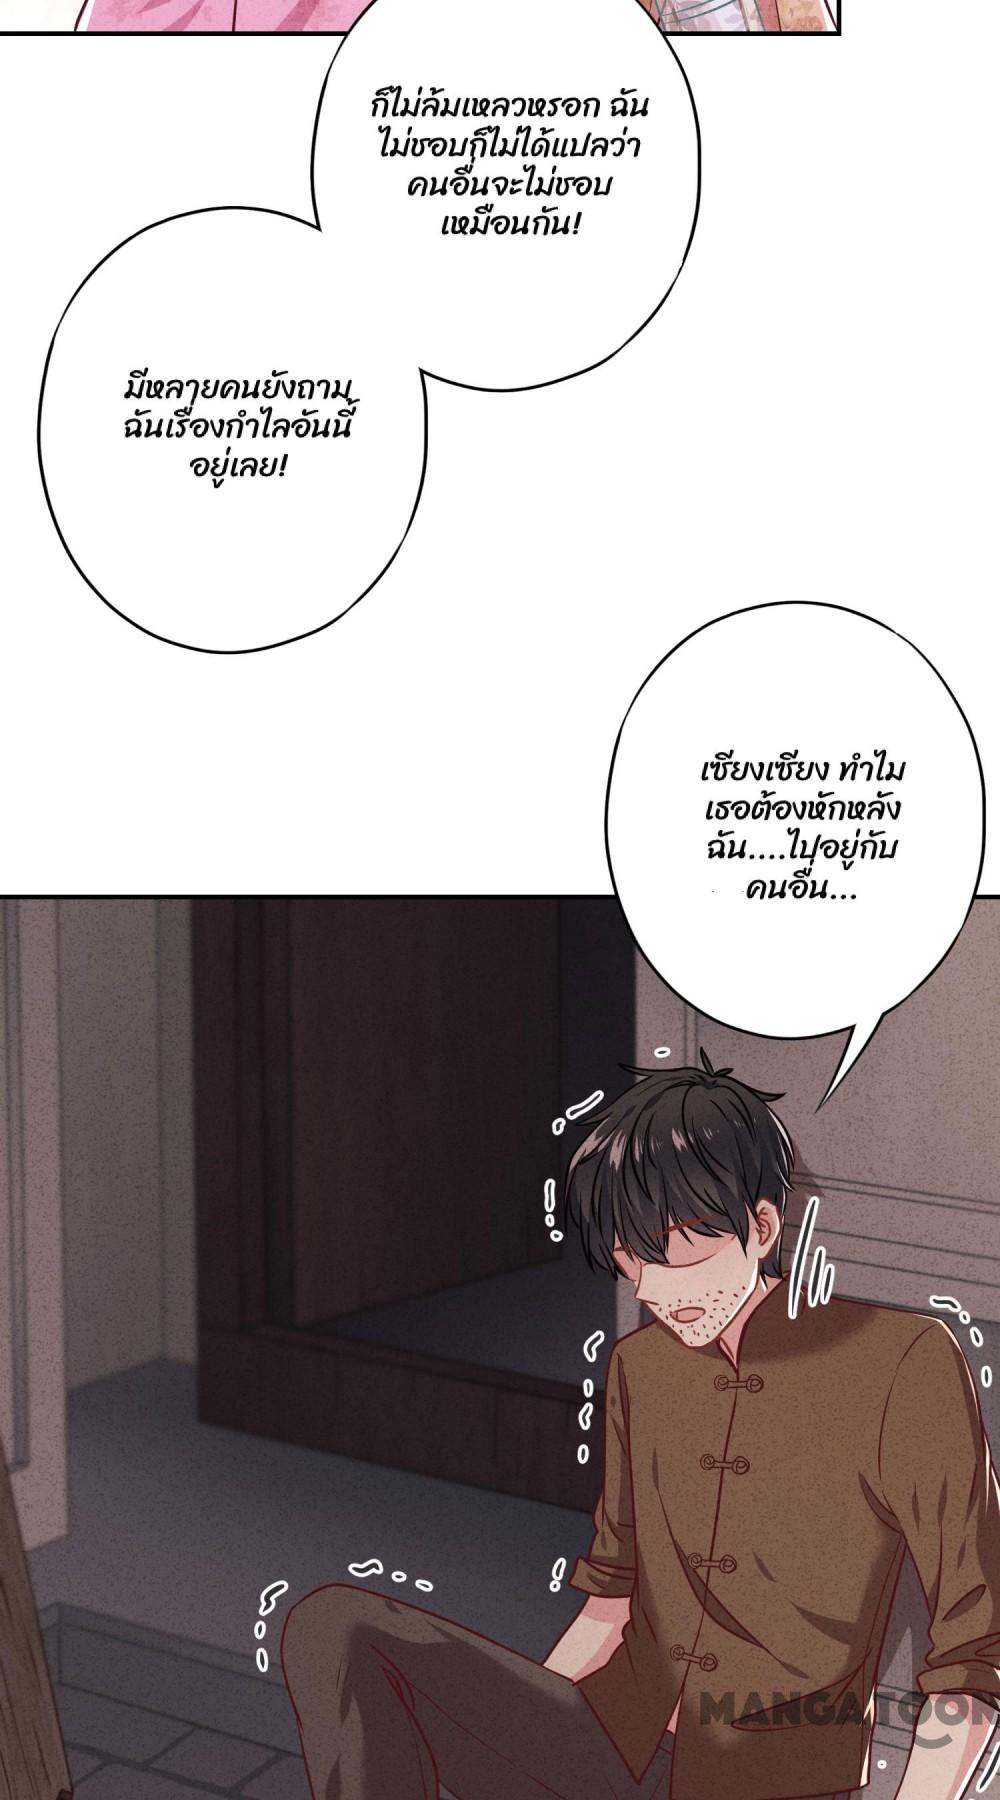 ก็ไม่ล้มเหลวหรอก ฉัน
ไม่ชอบก็ไม่ได้แปลว่า
คนอื่นจะไม่ชอบ
เหมือนกัน!
มีหลายคนยังถาม
ฉันเรื่องกำไลอันนี้
อยู่เลย!
เซียงเซียง ทำไม
เธอต้องหักหลัง
ฉัน....ไปอยู่กับ
คนอื่น...
MANGATOON